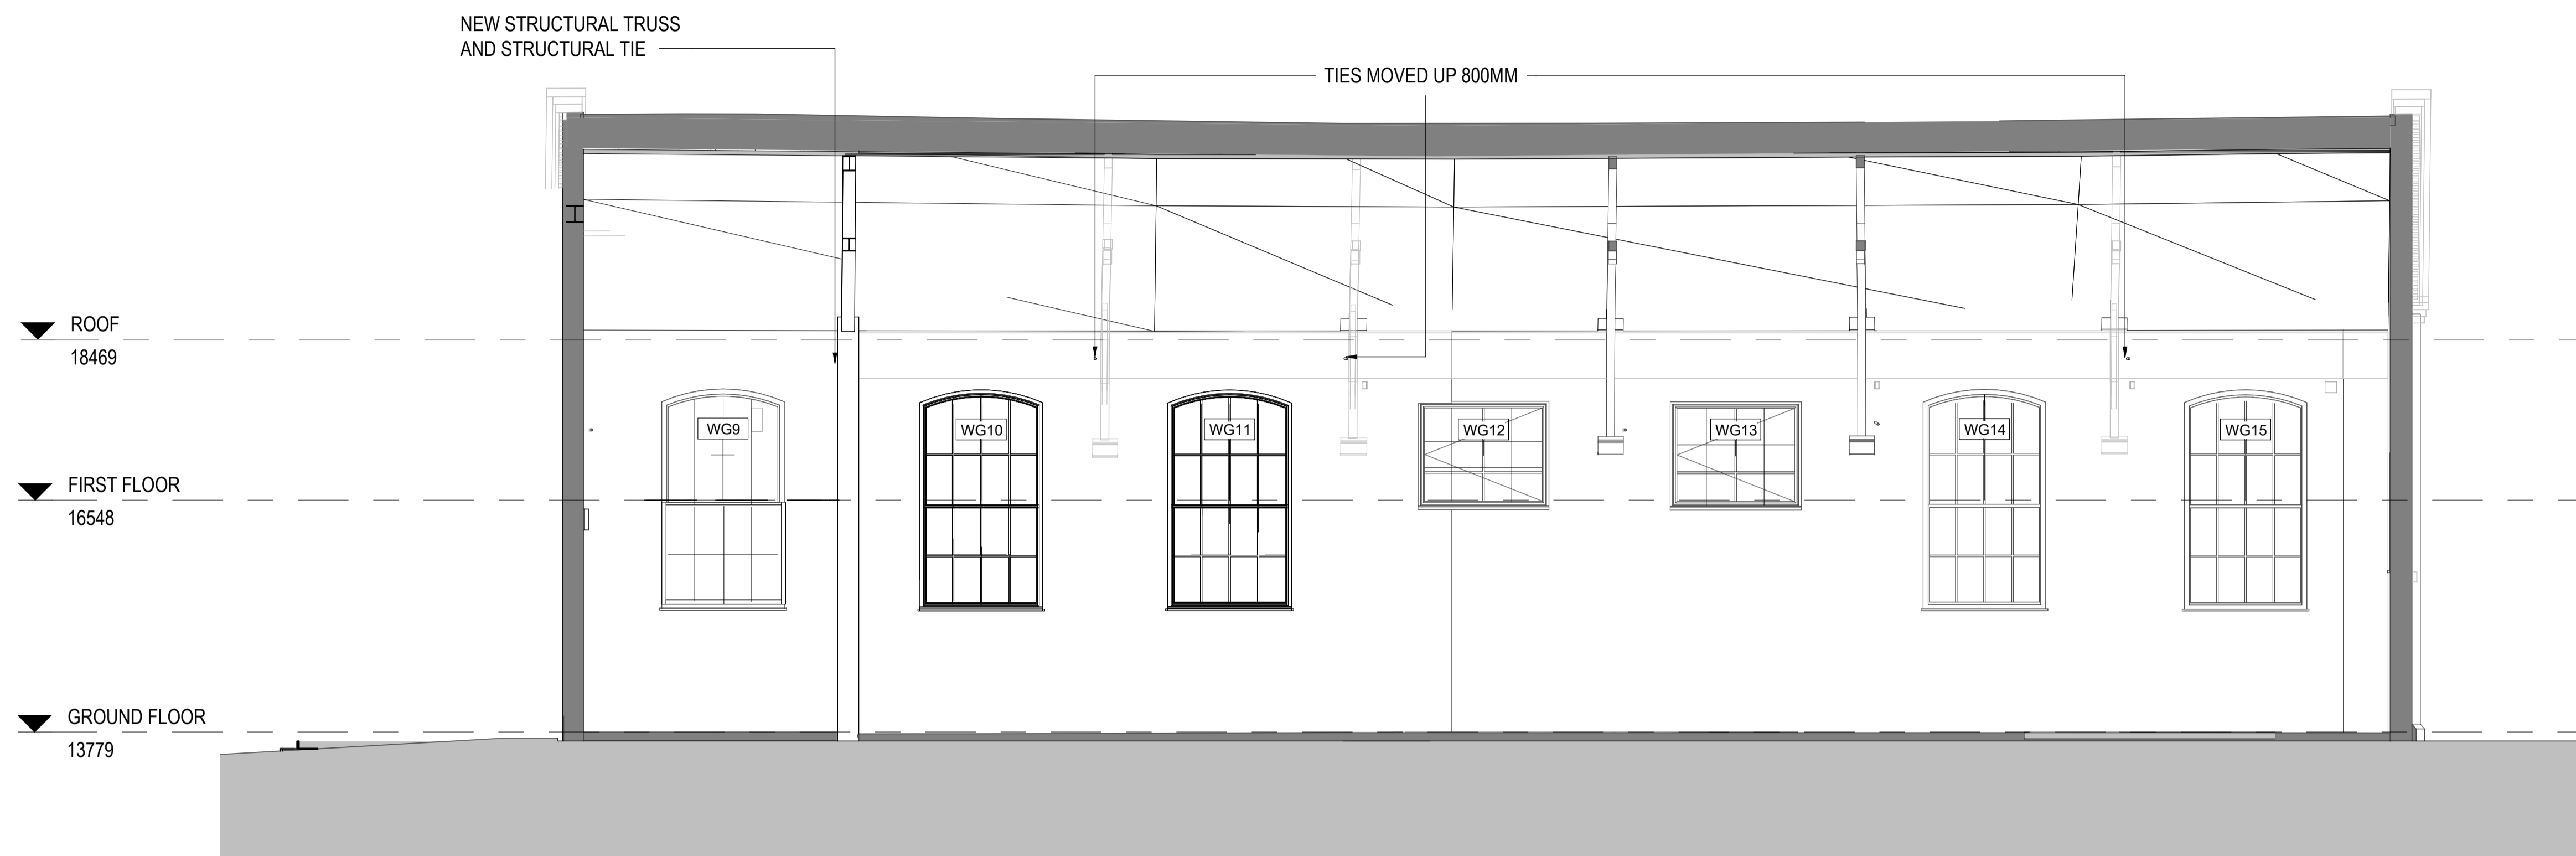 NEW STRUCTURAL TRUSS
AND STRUCTURAL TIE
TIES MOVED UP 800MM
ROOF
18469
WG9
WG10
WG11
WG12
WG13
WG14
WG15
FIRST FLOOR
16548
GROUND FLOOR
13779